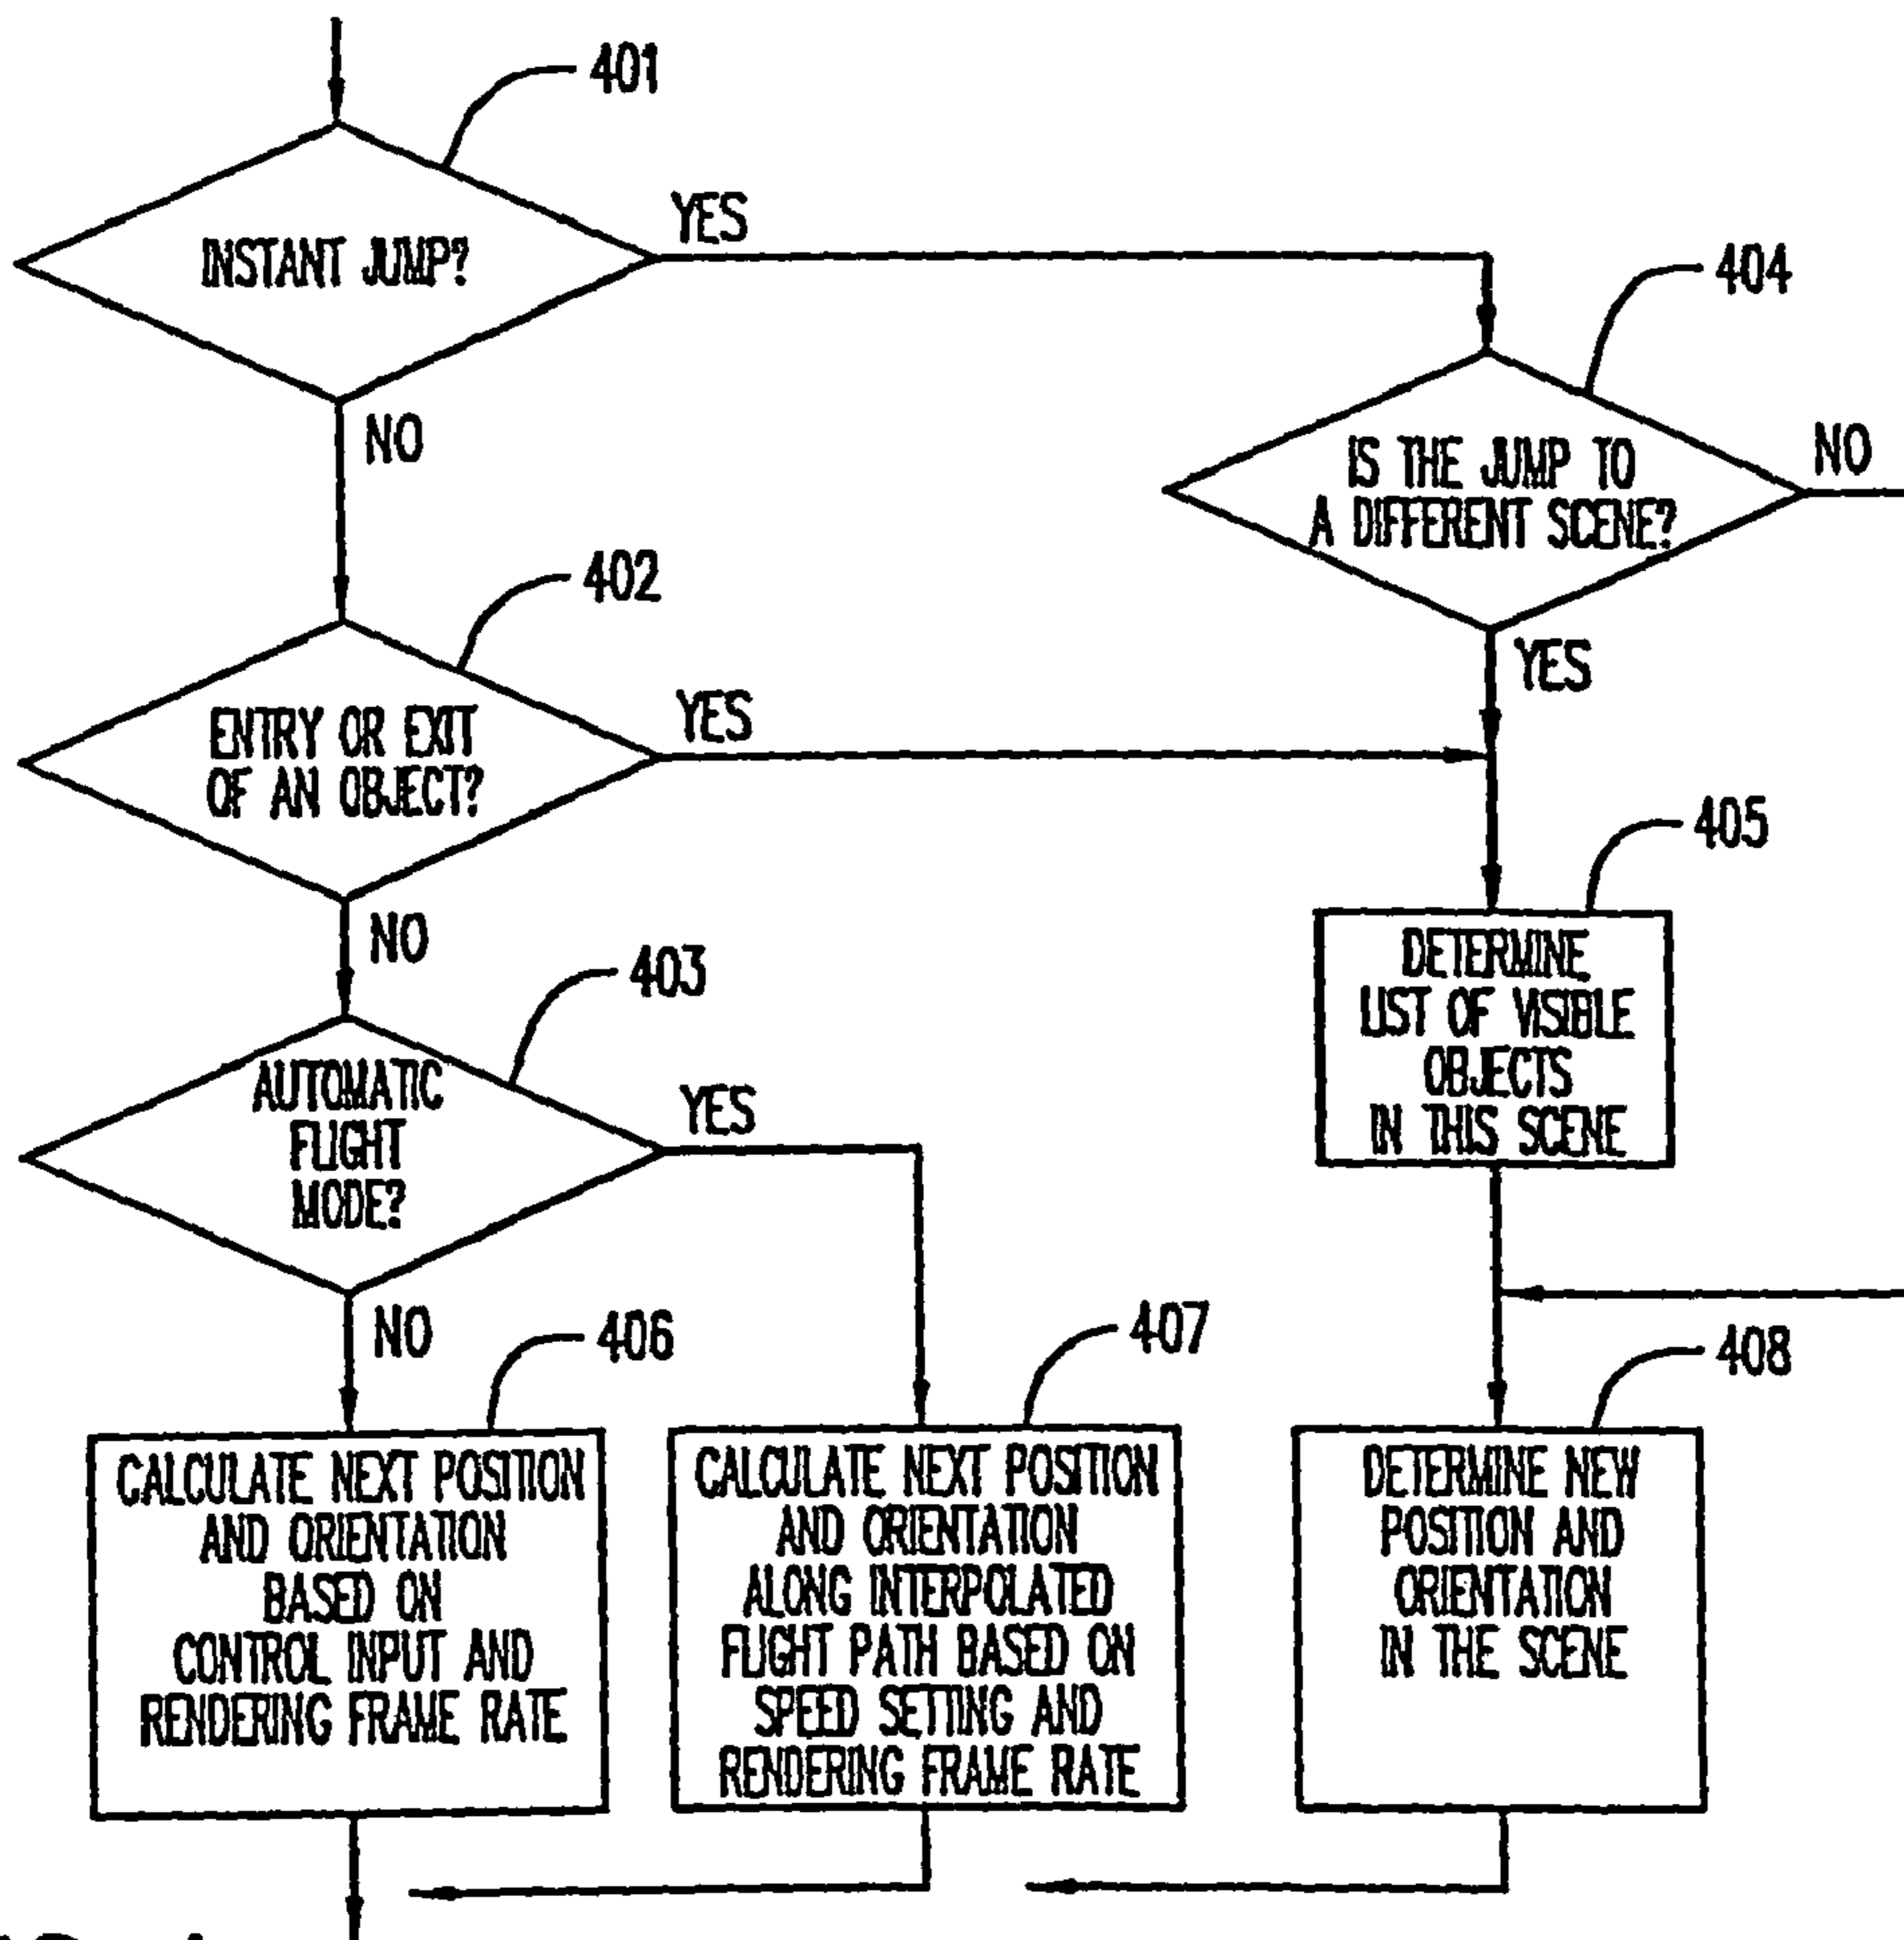 401
INSTANT JUMP?
YES
NO
404
IS THE JUMP TO
A DIFFERENT SCENE?
NO
YES
402
ENTRY OR EXIT
OF AN OBJECT?
YES
NO
405
DETERMINE
LIST OF VISIBLE
OBJECTS
IN THIS SCENE
403
AUTOMATIC
FLIGHT
MODE?
YES
NO
406
CALCULATE NEXT POSITION
AND ORIENTATION
BASED ON
CONTROL INPUT AND
RENDERING FRAME RATE
407
CALCULATE NEXT POSITION
AND ORIENTATION
ALONG INTERPOLATED
FLIGHT PATH BASED ON
SPEED SETTING AND
RENDERING FRAME RATE
408
DETERMINE NEW
POSITION AND
ORIENTATION
IN THE SCENE